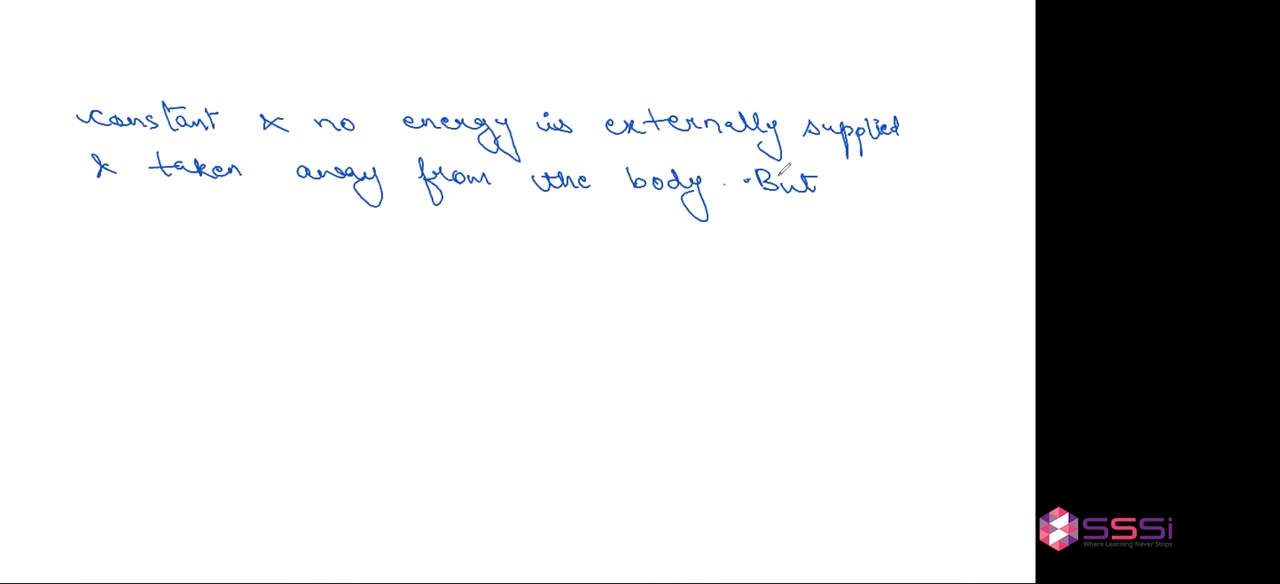 constant & no energy is externally supplied
& taken away from the body. But
SSSi
Where Learning Never Stops